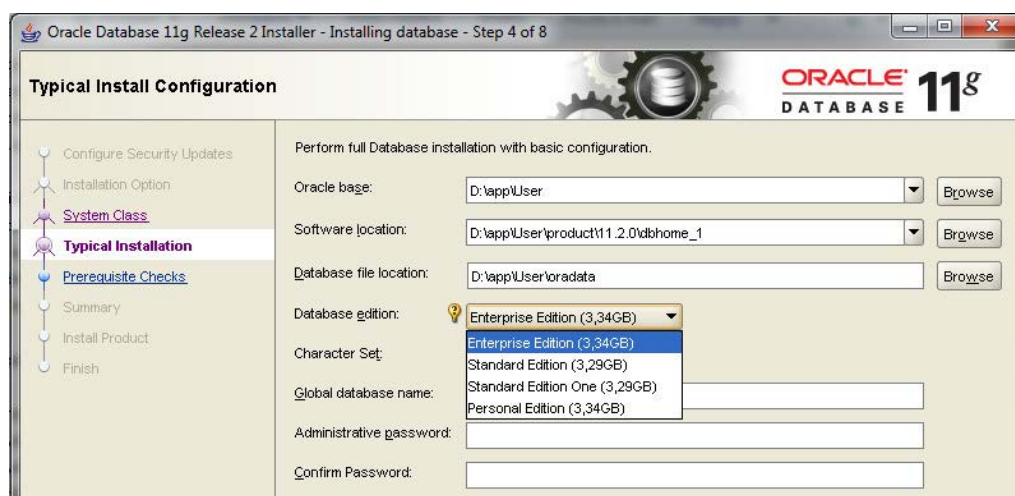 Oracle Database 11g Release 2 Installer - Installing database - Step 4 of 8
Typical Install Configuration
ORACLE 11g
DATABASE
Configure Security Updates
Installation Option
System Class
Typical Installation
Prerequisite Checks
Summary
Install Product
Finish
Perform full Database installation with basic configuration.
Oracle base: D:\app\User Browse
Software location: D:\app\User\product\11.2.0\dbhome_1 Browse
Database file location: D:\app\User\oradata Browse
Database edition: Enterprise Edition (3,34GB)
Enterprise Edition (3,34GB)
Character Set:
Standard Edition (3,29GB)
Standard Edition One (3,29GB)
Global database name:
Personal Edition (3,34GB)
Administrative password:
Confirm Password: